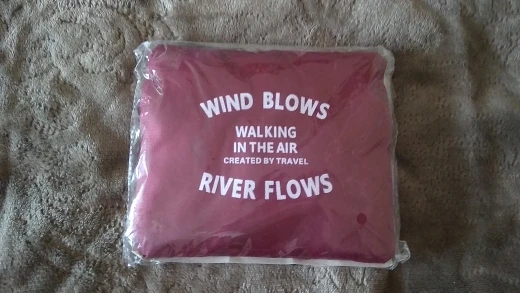 WIND BLOWS
WALKING
IN THE AIR
CREATED BY TRAVEL
RIVER FLOWS